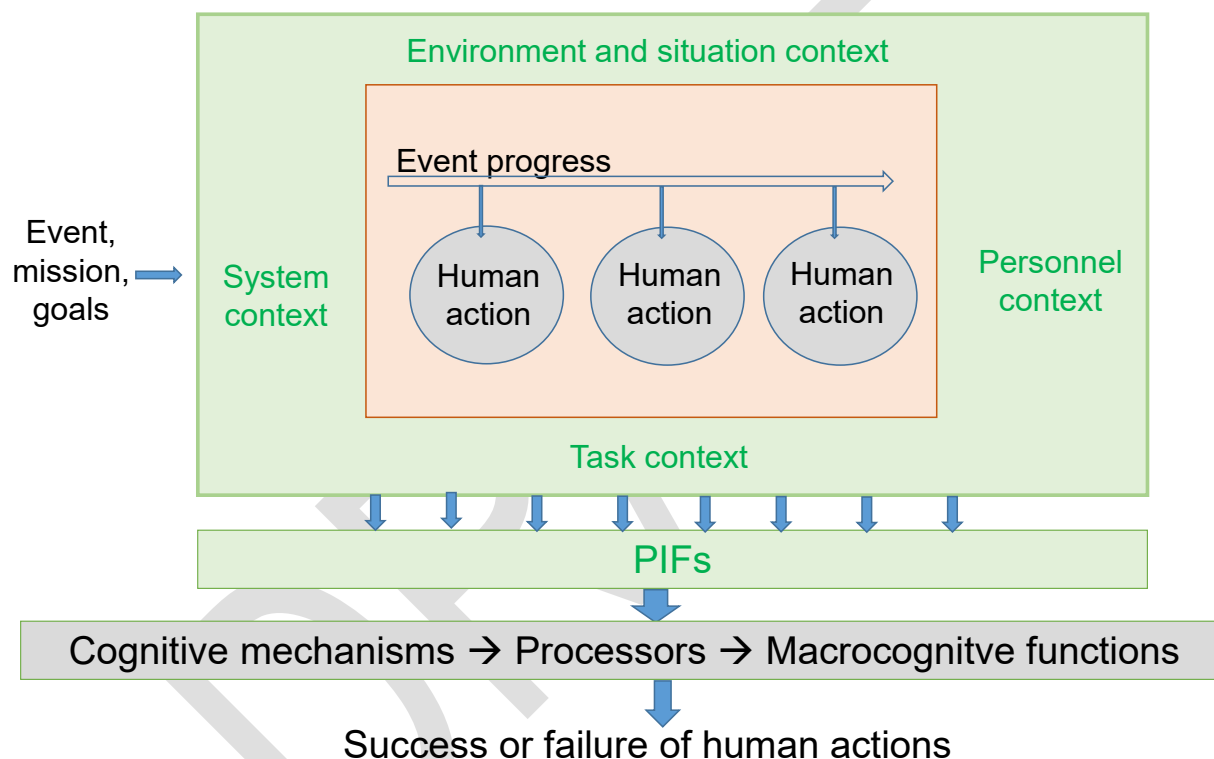 Environment and situation context
Event progress
Event,
mission,
goals
System
context
Human
action
Human
action
Human
action
Personnel
context
Task context
PIFs
Cognitive mechanisms → Processors → Macrocognitve functions
Success or failure of human actions